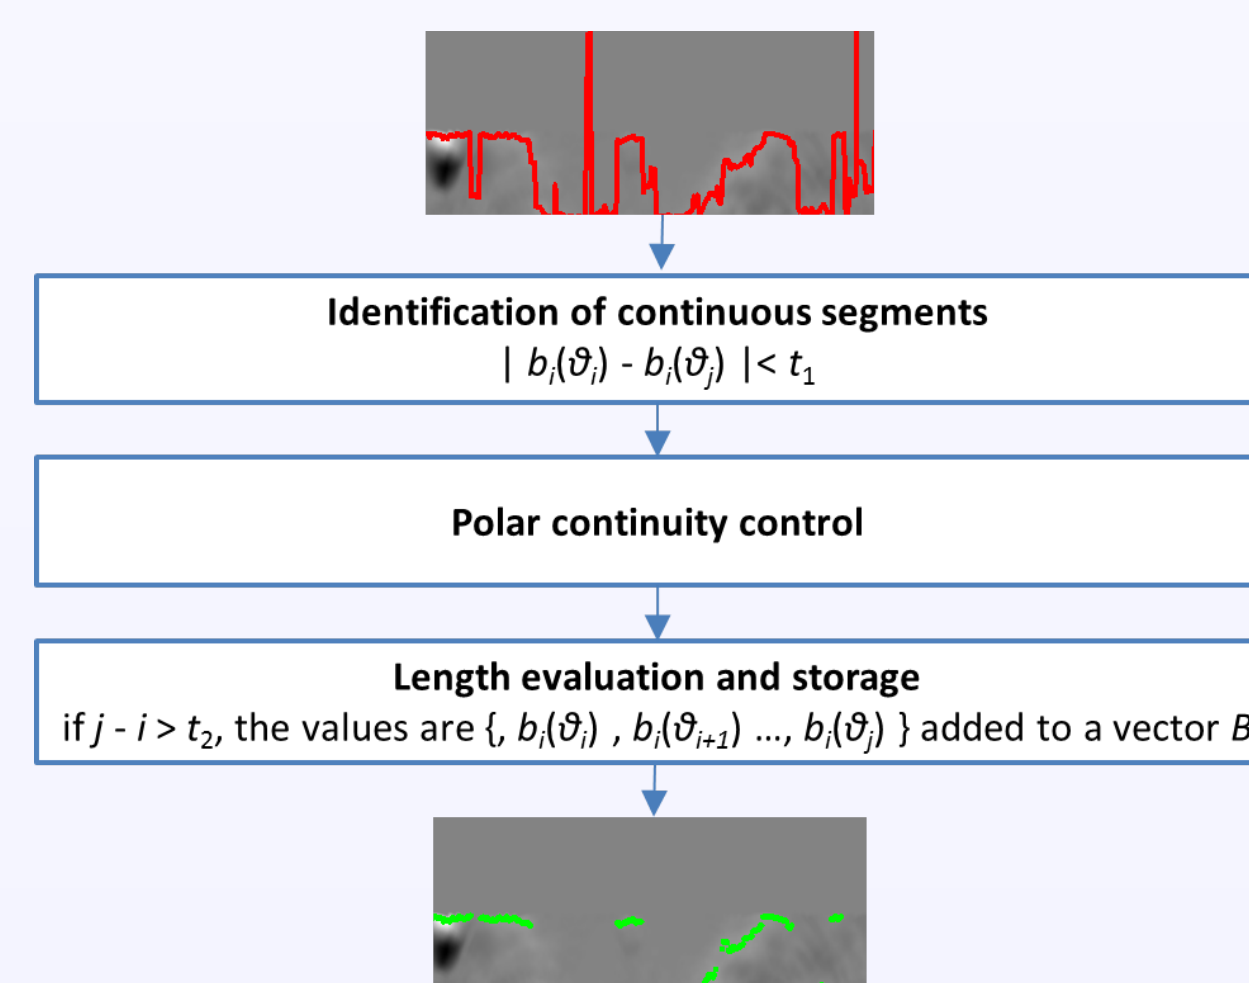 Identification of continuous segments
| bᵢ(ϑᵢ) - bᵢ(ϑⱼ) |< t₁
Polar continuity control
Length evaluation and storage
if j - i > t₂, the values are {, bᵢ(ϑᵢ) , bᵢ(ϑᵢ₊₁) ..., bᵢ(ϑⱼ) } added to a vector B